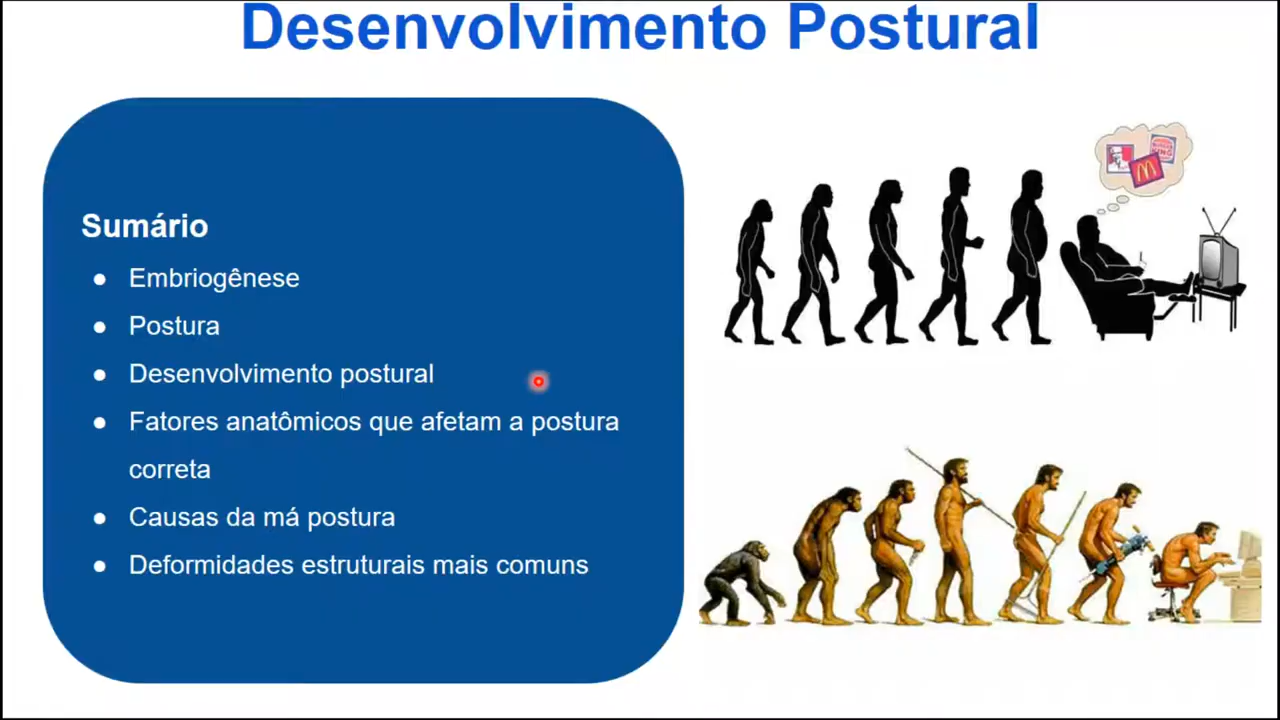 Desenvolvimento Postural
Sumário
● Embriogênese
● Postura
● Desenvolvimento postural
● Fatores anatômicos que afetam a postura
correta
● Causas da má postura
● Deformidades estruturais mais comuns